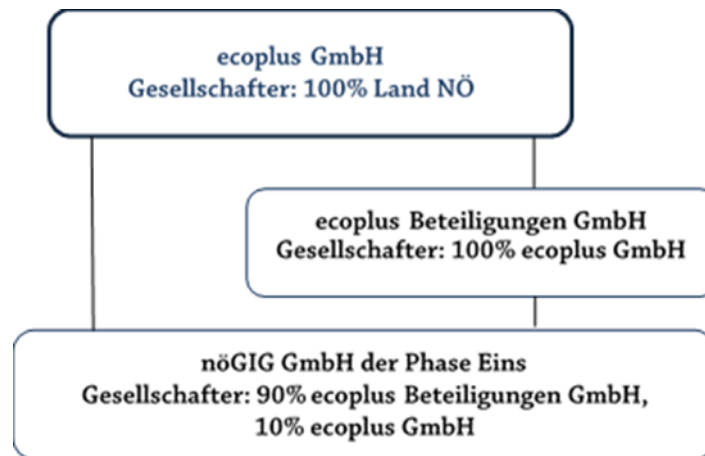 ecoplus GmbH
Gesellschafter: 100% Land NÖ
ecoplus Beteiligungen GmbH
Gesellschafter: 100% ecoplus GmbH
nöGIG GmbH der Phase Eins
Gesellschafter: 90% ecoplus Beteiligungen GmbH,
10% ecoplus GmbH